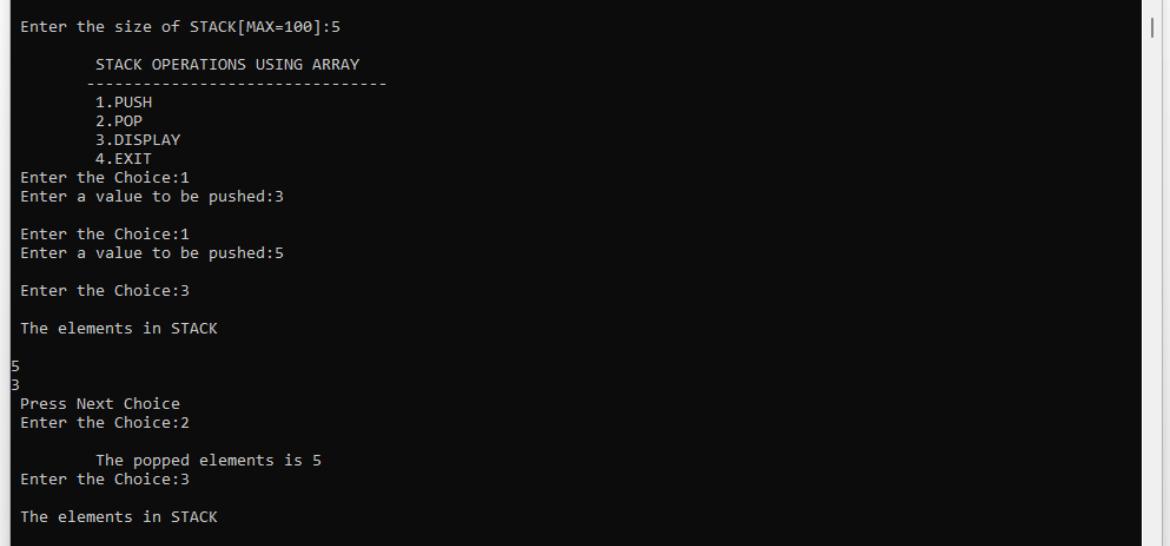 Enter the size of STACK[MAX=100]:5
STACK OPERATIONS USING ARRAY
--------------------------------
1.PUSH
2.POP
3.DISPLAY
4.EXIT
Enter the Choice:1
Enter a value to be pushed:3
Enter the Choice:1
Enter a value to be pushed:5
Enter the Choice:3
The elements in STACK
5
3
Press Next Choice
Enter the Choice:2
The popped elements is 5
Enter the Choice:3
The elements in STACK